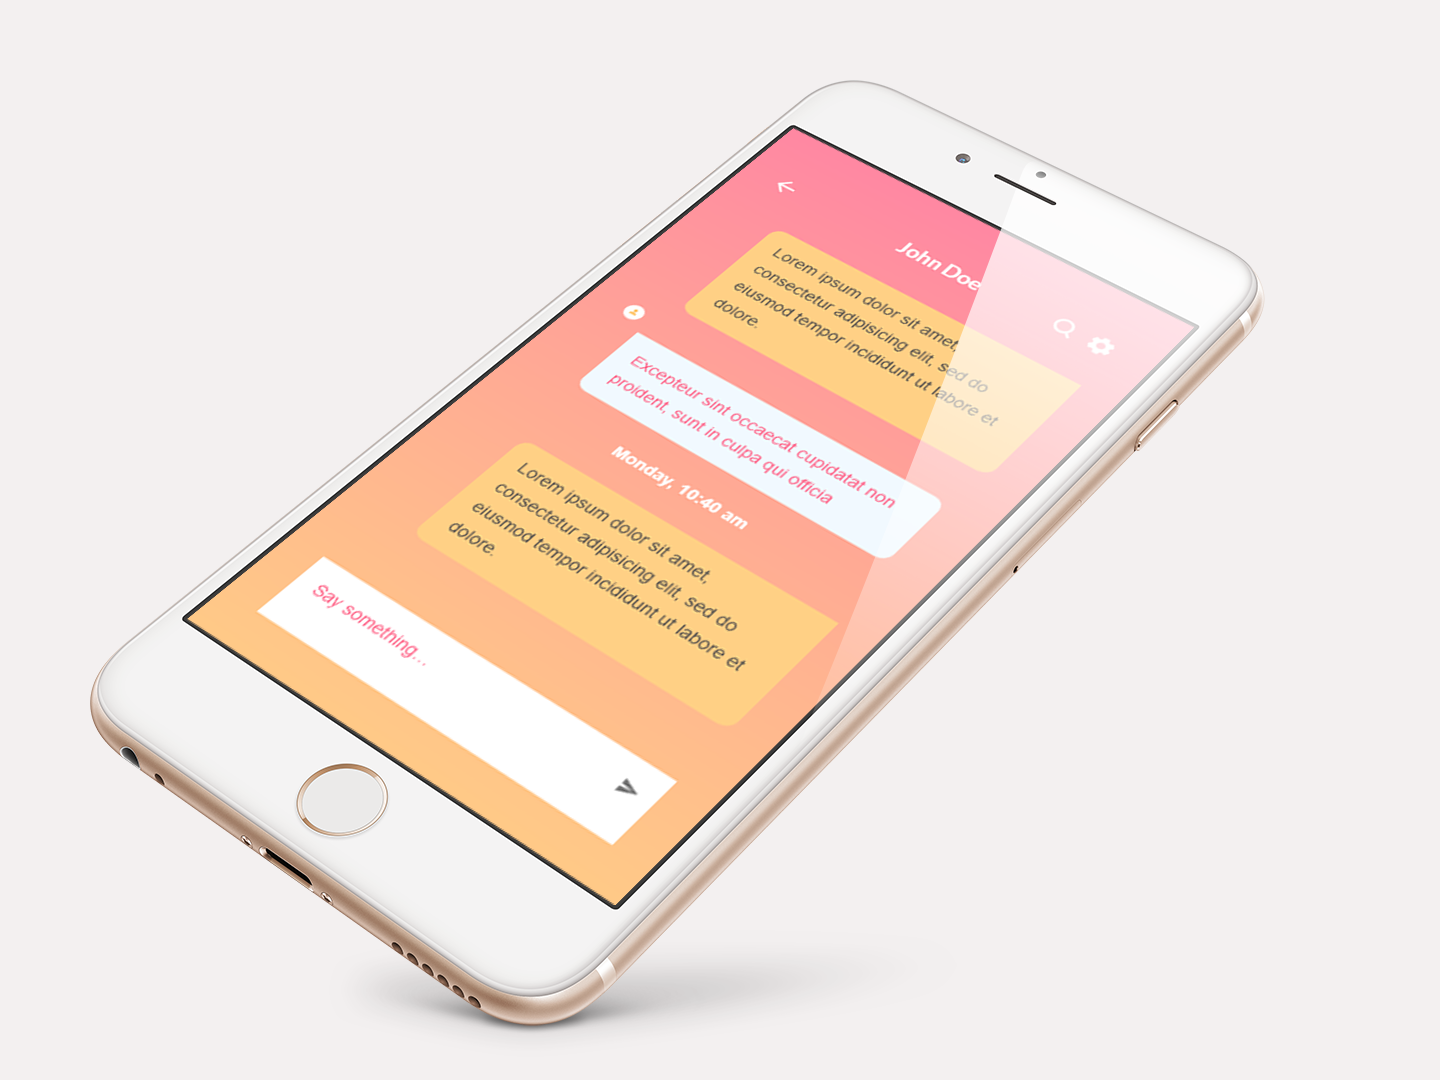 John Doe
Lorem ipsum dolor sit amet,
consectetur adipisicing elit, sed do
eiusmod tempor incididunt ut labore et
dolore.
Excepteur sint occaecat cupidatat non
proident, sunt in culpa qui officia
Monday, 10:40 am
Lorem ipsum dolor sit amet,
consectetur adipisicing elit, sed do
eiusmod tempor incididunt ut labore et
dolore.
Say something...